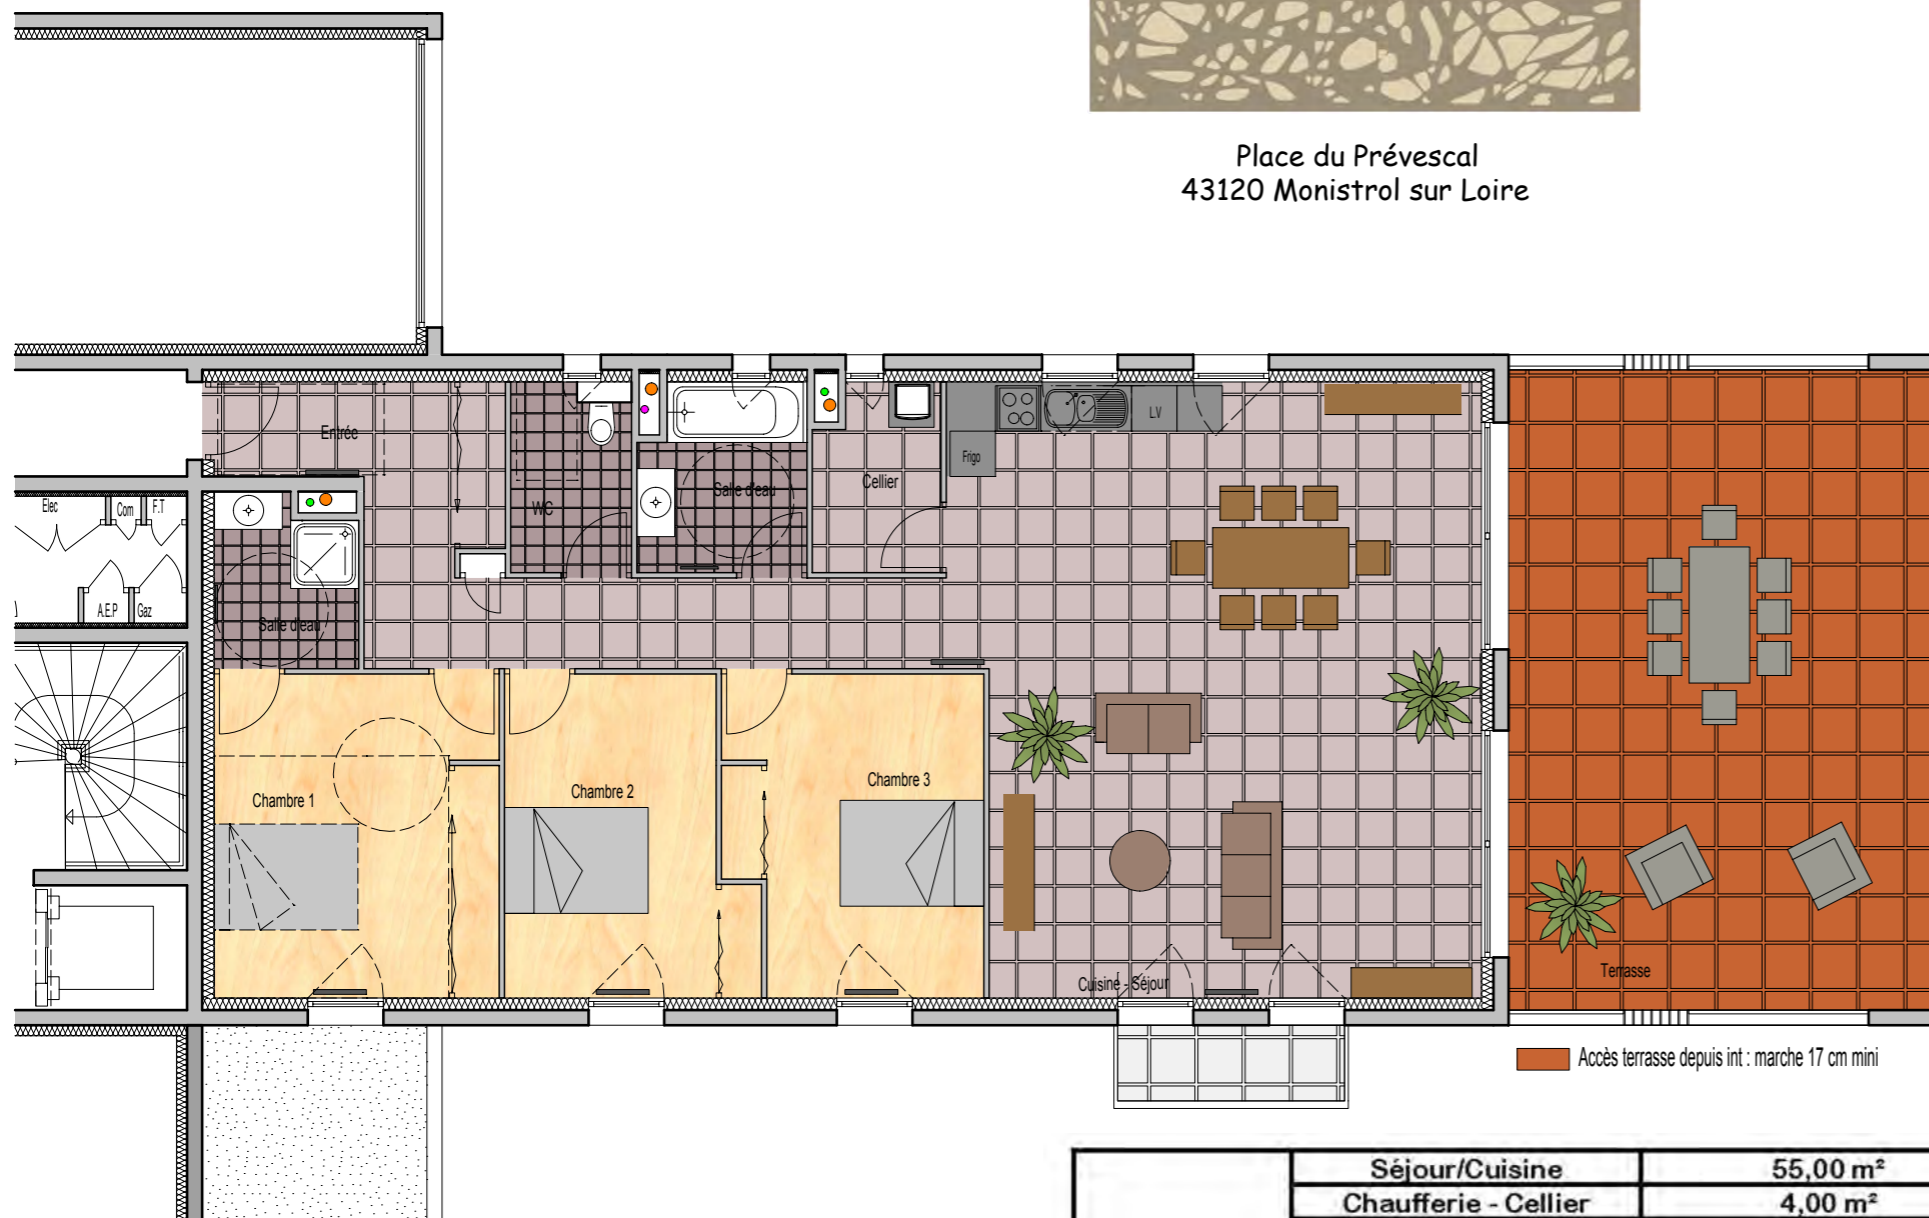 Place du Prévescal
43120 Monistrol sur Loire
Entrée
WC
Salle d'eau
Cellier
Frigo
LV
Elec
Com
F.T
A.E.P
Gaz
Salle d'eau
Chambre 1
Chambre 2
Chambre 3
Cuisine - Séjour
Terrasse
Accès terrasse depuis int : marche 17 cm mini
Séjour/Cuisine 55,00 m²
Chaufferie - Cellier 4,00 m²